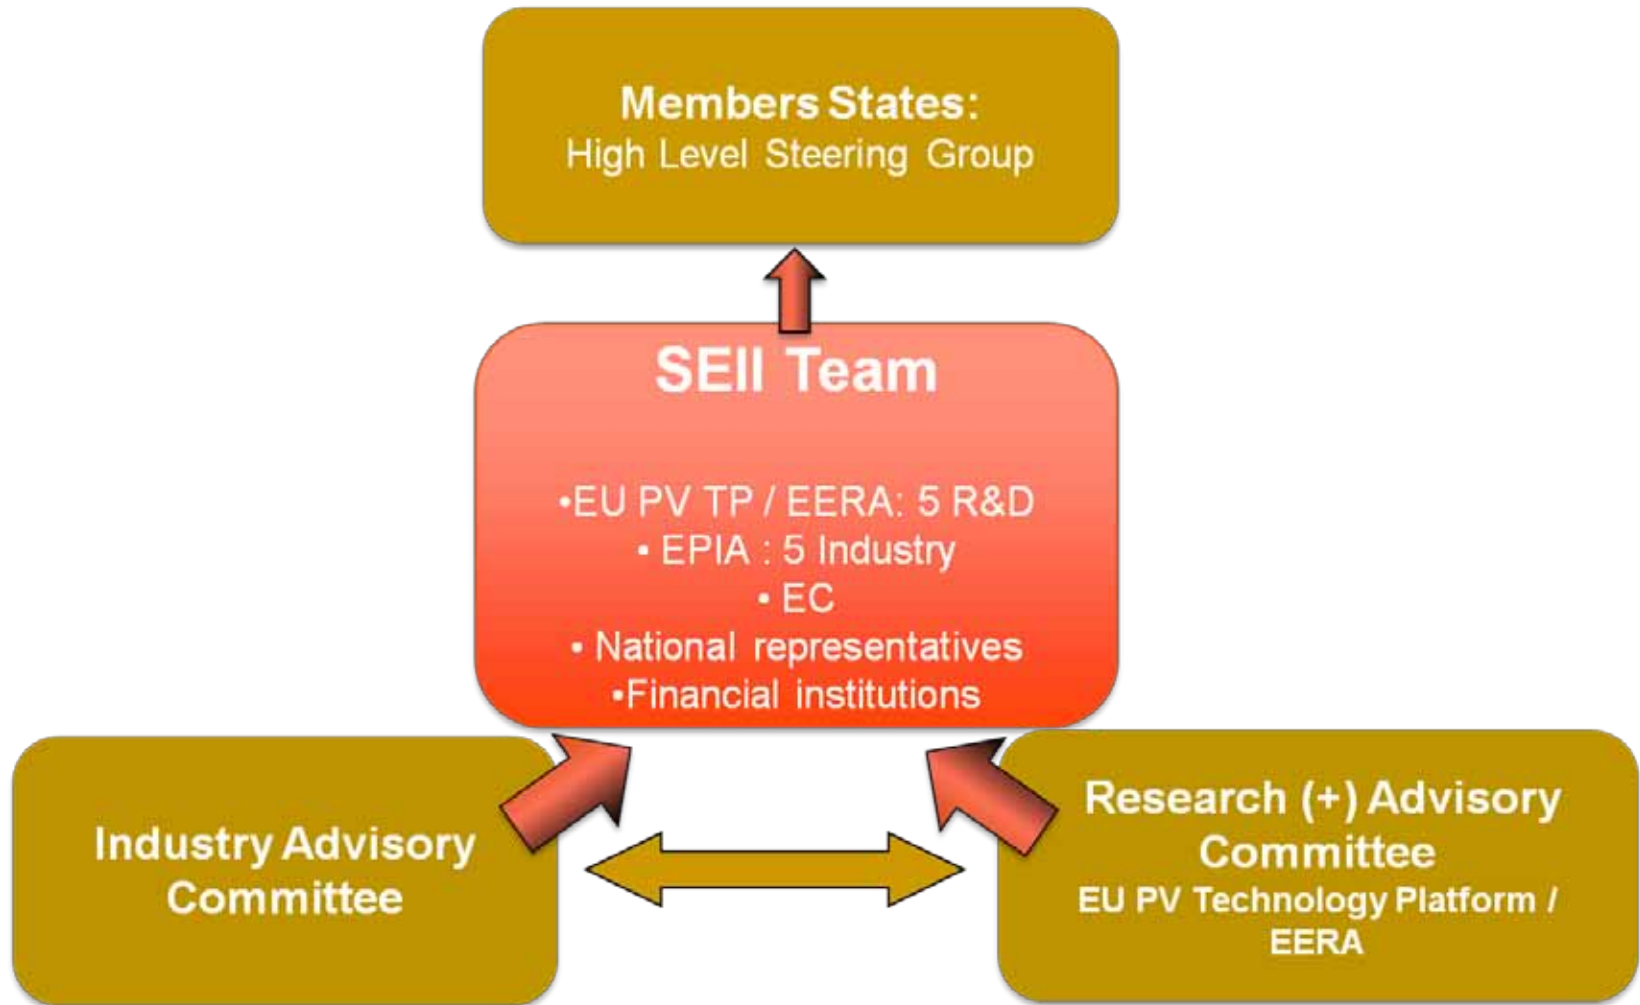 Members States:
High Level Steering Group
SEII Team
•EU PV TP / EERA: 5 R&D
• EPIA : 5 Industry
• EC
• National representatives
•Financial institutions
Industry Advisory
Committee
Research (+) Advisory
Committee
EU PV Technology Platform /
EERA